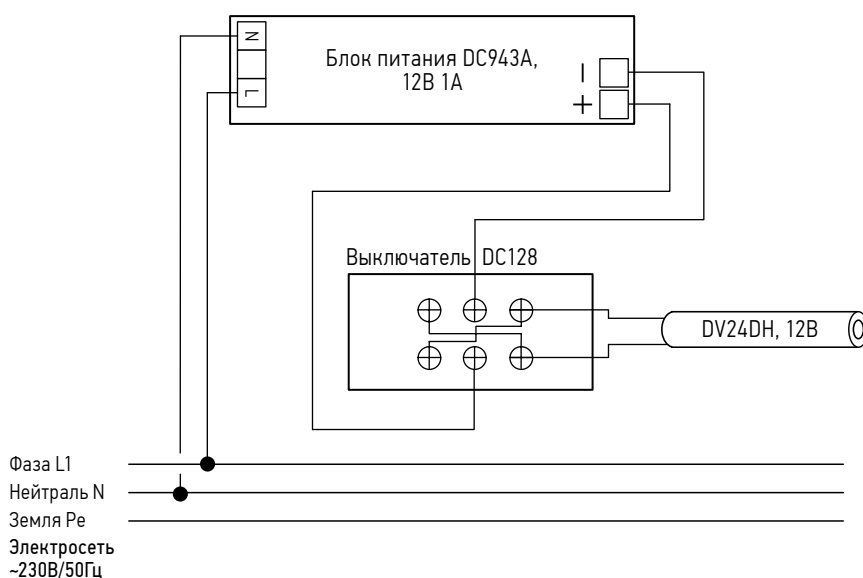 N
Блок питания DC943A,
12В 1А
L
–
+
Выключатель DC128
DV24DH, 12В
Фаза L1
Нейтраль N
Земля Pe
Электросеть
~230В/50Гц